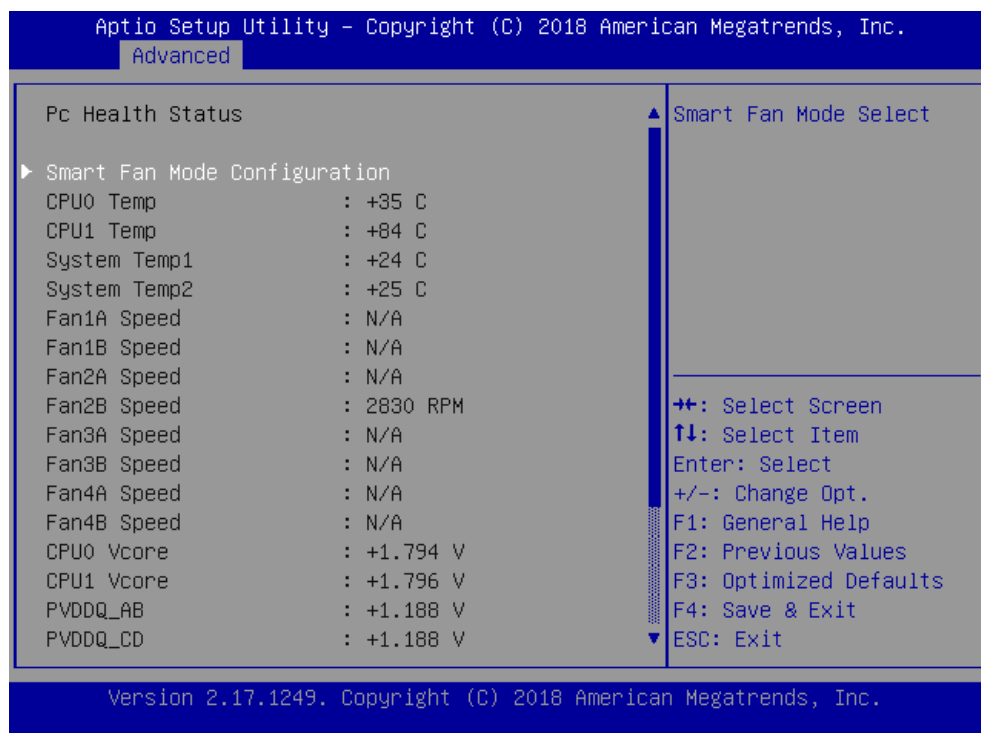 Aptio Setup Utility – Copyright (C) 2018 American Megatrends, Inc.
Advanced
Pc Health Status
Smart Fan Mode Configuration
CPU0 Temp : +35 C
CPU1 Temp : +84 C
System Temp1 : +24 C
System Temp2 : +25 C
Fan1A Speed : N/A
Fan1B Speed : N/A
Fan2A Speed : N/A
Fan2B Speed : 2830 RPM
Fan3A Speed : N/A
Fan3B Speed : N/A
Fan4A Speed : N/A
Fan4B Speed : N/A
CPU0 Vcore : +1.794 V
CPU1 Vcore : +1.796 V
PVDDQ_AB : +1.188 V
PVDDQ_CD : +1.188 V
Smart Fan Mode Select
→←: Select Screen
↑↓: Select Item
Enter: Select
+/-: Change Opt.
F1: General Help
F2: Previous Values
F3: Optimized Defaults
F4: Save & Exit
ESC: Exit
Version 2.17.1249. Copyright (C) 2018 American Megatrends, Inc.